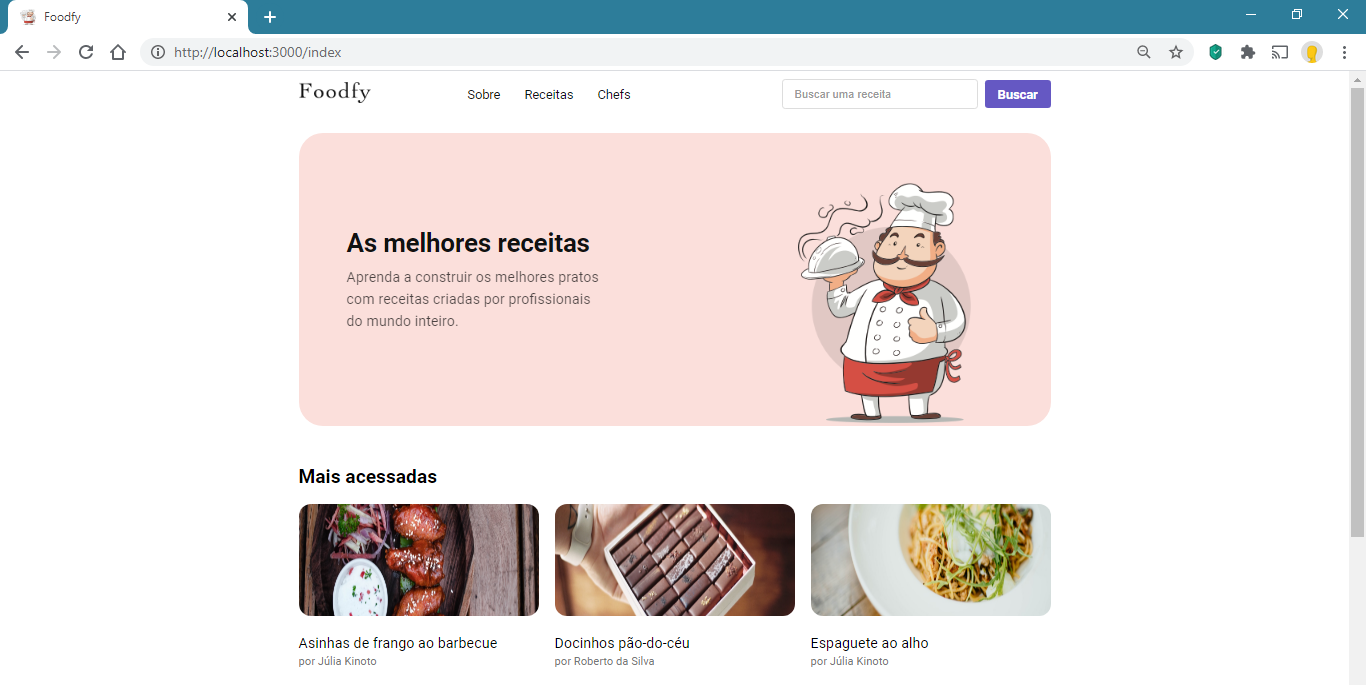 Foodfy
http://localhost:3000/index
Foodfy
Sobre
Receitas
Chefs
Buscar uma receita
Buscar
As melhores receitas
Aprenda a construir os melhores pratos
com receitas criadas por profissionais
do mundo inteiro.
Mais acessadas
Asinhas de frango ao barbecue
por Júlia Kinoto
Docinhos pão-do-céu
por Roberto da Silva
Espaguete ao alho
por Júlia Kinoto